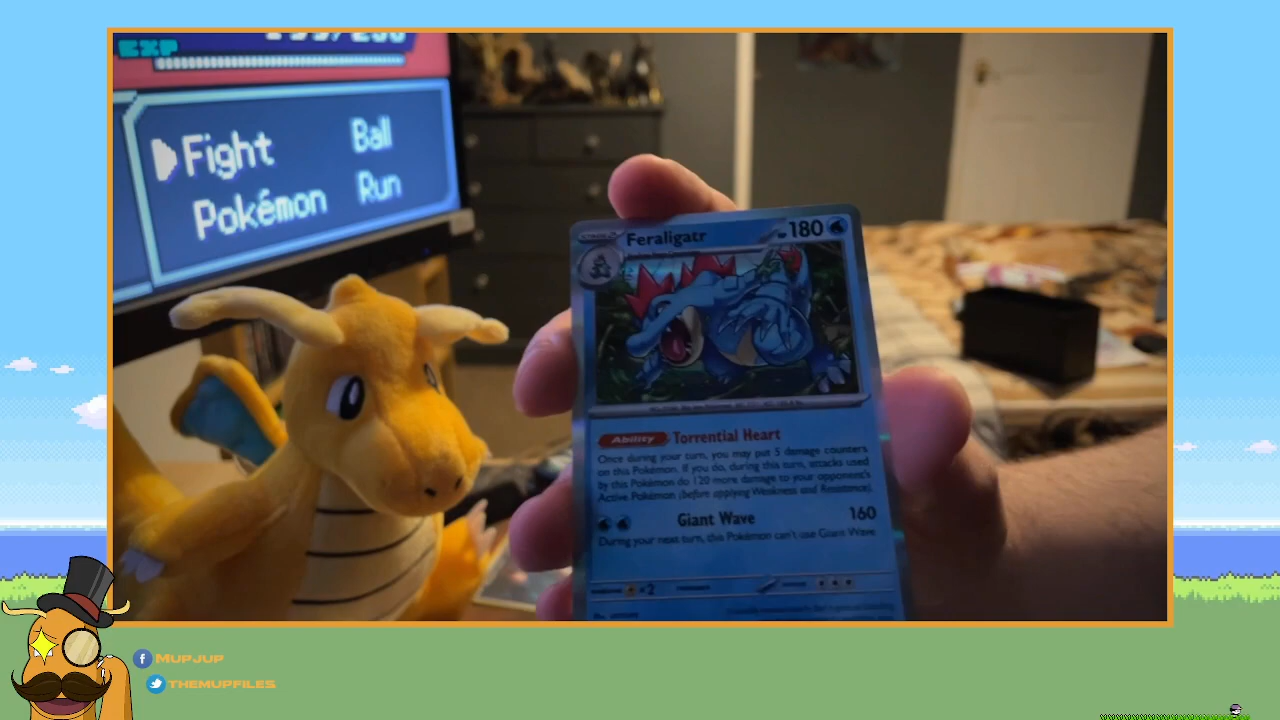 EXP
Fight Ball
Pokémon Run
Feraligatr 180
Ability Torrential Heart
Once during your turn, you may put 5 damage counters
on this Pokémon. If you do, during this turn, attacks used
by this Pokémon do 120 more damage to your opponent's
Active Pokémon (before applying Weakness and Resistance).
Giant Wave 160
During your next turn, this Pokémon can't use Giant Wave.
×2
MUPJUP
THEMUPFILES